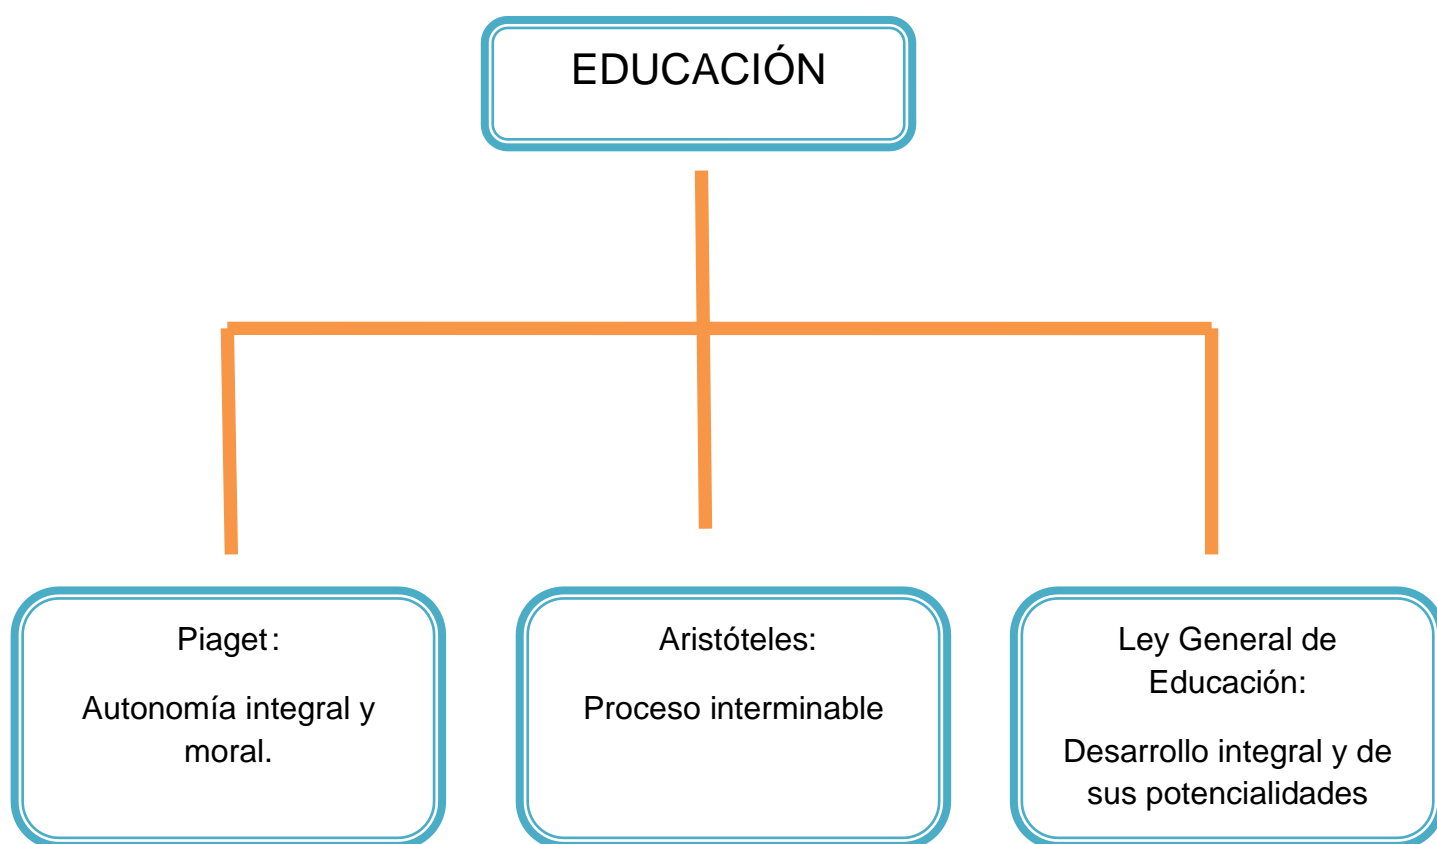 EDUCACIÓN
Piaget:
Autonomía integral y
moral.
Aristóteles:
Proceso interminable
Ley General de
Educación:
Desarrollo integral y de
sus potencialidades